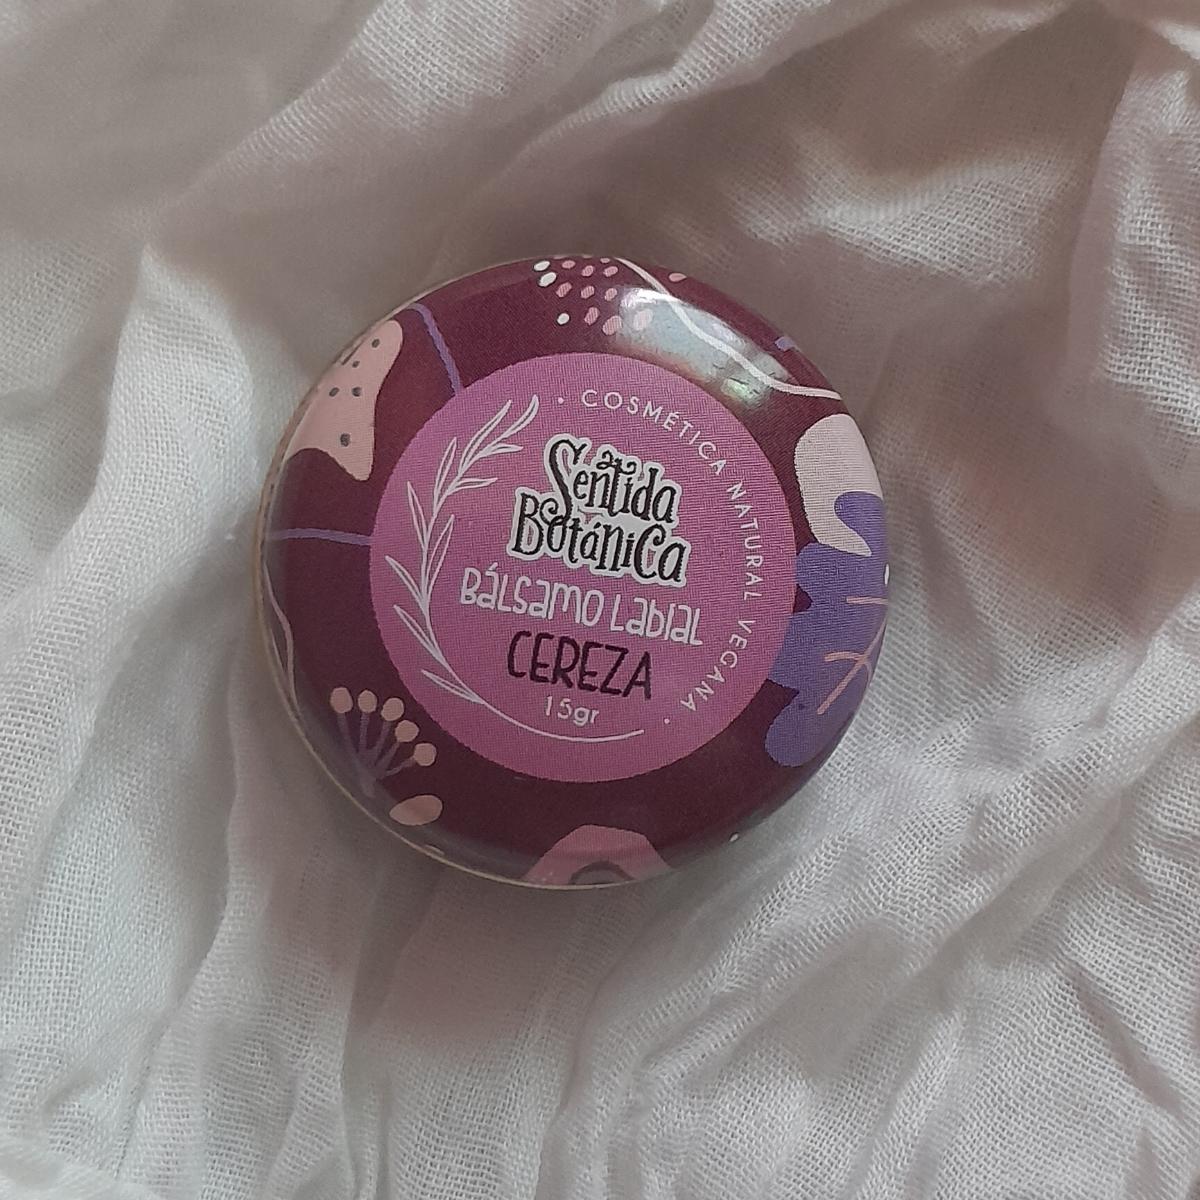 · COSMÉTICA NATURAL VEGANA ·
Sentida
Botánica
BÁLSAMO LABIAL
CEREZA
15gr